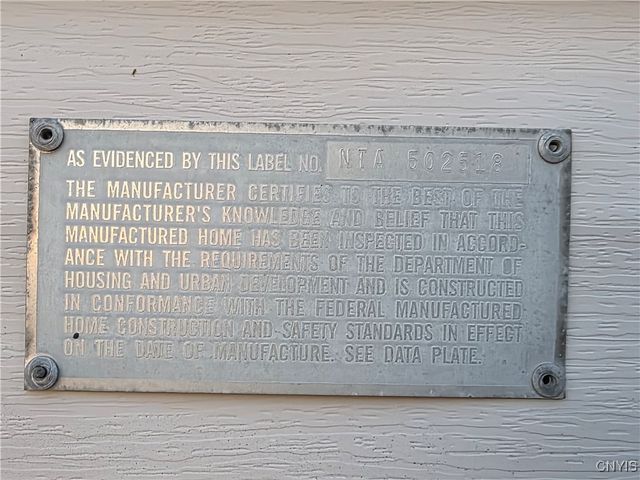 AS EVIDENCED BY THIS LABEL NO. NTA 502518
THE MANUFACTURER CERTIFIES TO THE BEST OF THE
MANUFACTURER'S KNOWLEDGE AND BELIEF THAT THIS
MANUFACTURED HOME HAS BEEN INSPECTED IN ACCORD-
ANCE WITH THE REQUIREMENTS OF THE DEPARTMENT OF
HOUSING AND URBAN DEVELOPMENT AND IS CONSTRUCTED
IN CONFORMANCE WITH THE FEDERAL MANUFACTURED
HOME CONSTRUCTION AND SAFETY STANDARDS IN EFFECT
ON THE DATE OF MANUFACTURE. SEE DATA PLATE.
CNYIS